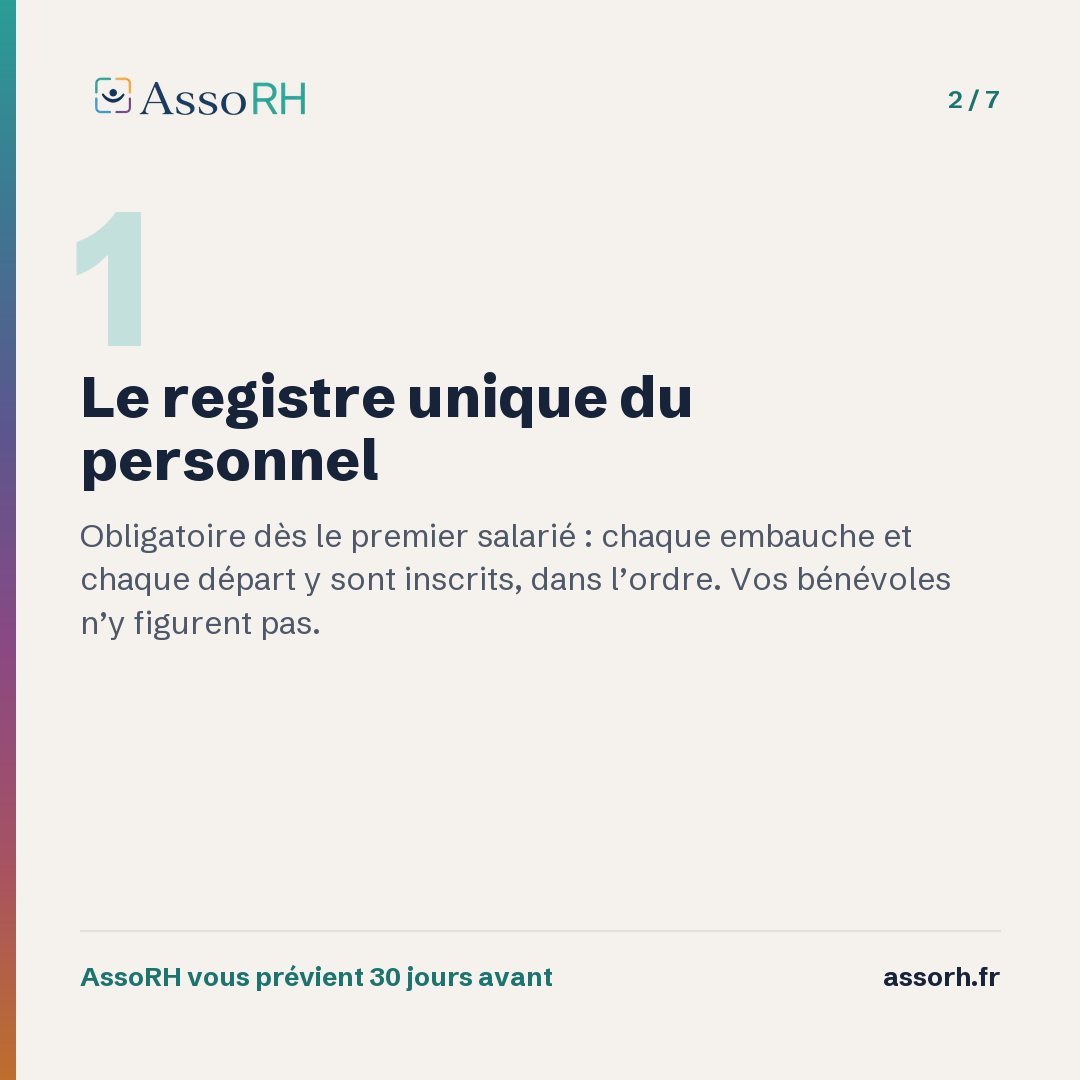 AssoRH
2 / 7
1
Le registre unique du
personnel
Obligatoire dès le premier salarié : chaque embauche et
chaque départ y sont inscrits, dans l’ordre. Vos bénévoles
n’y figurent pas.
AssoRH vous prévient 30 jours avant
assorh.fr